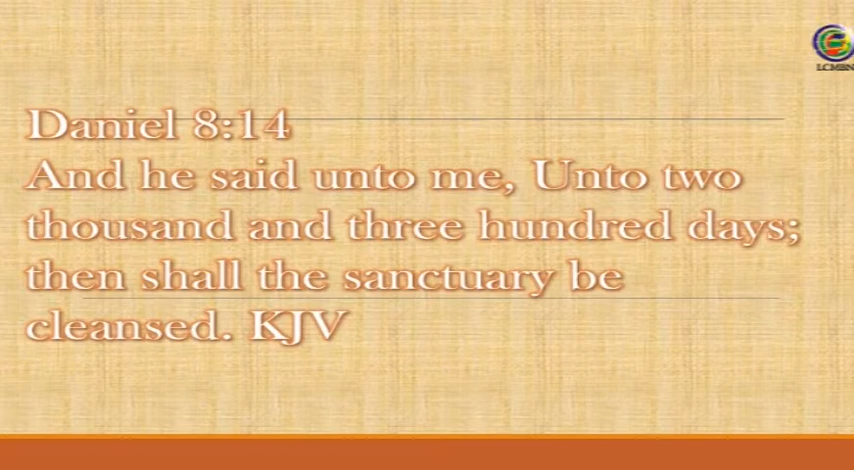 LCMBN
Daniel 8:14
And he said unto me, Unto two
thousand and three hundred days;
then shall the sanctuary be
cleansed. KJV